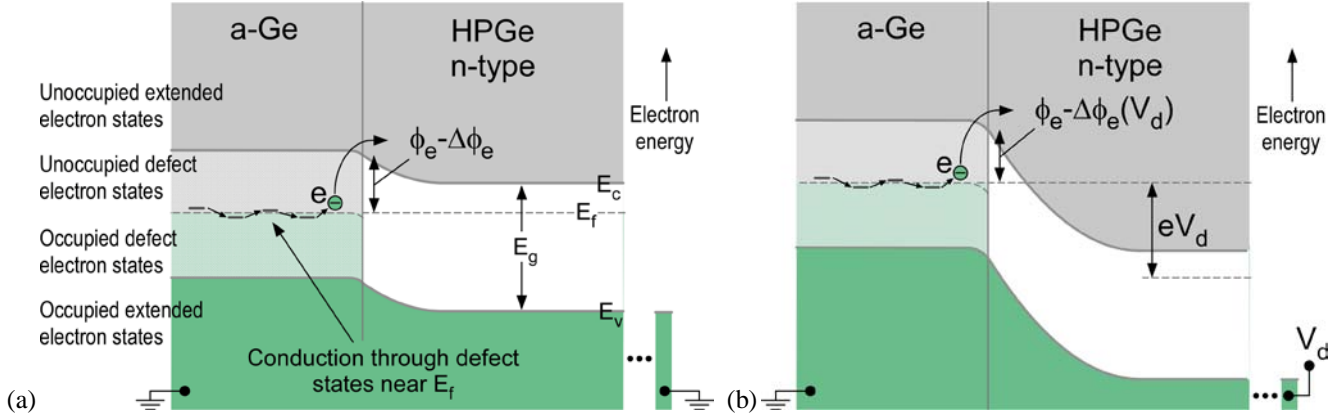 a-Ge
HPGe
n-type
Unoccupied extended
electron states
Unoccupied defect
electron states
Occupied defect
electron states
Occupied extended
electron states
e
ϕe-Δϕe
Electron
energy
Ec
Ef
Eg
Ev
Conduction through defect
states near Ef
(a)
a-Ge
HPGe
n-type
e
ϕe-Δϕe(Vd)
Electron
energy
eVd
Vd
(b)